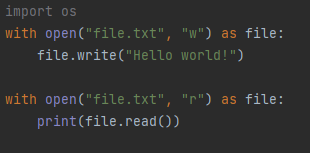 import os
with open("file.txt", "w") as file:
    file.write("Hello world!")
with open("file.txt", "r") as file:
    print(file.read())